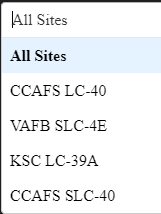 All Sites
All Sites
CCAFS LC-40
VAFB SLC-4E
KSC LC-39A
CCAFS SLC-40